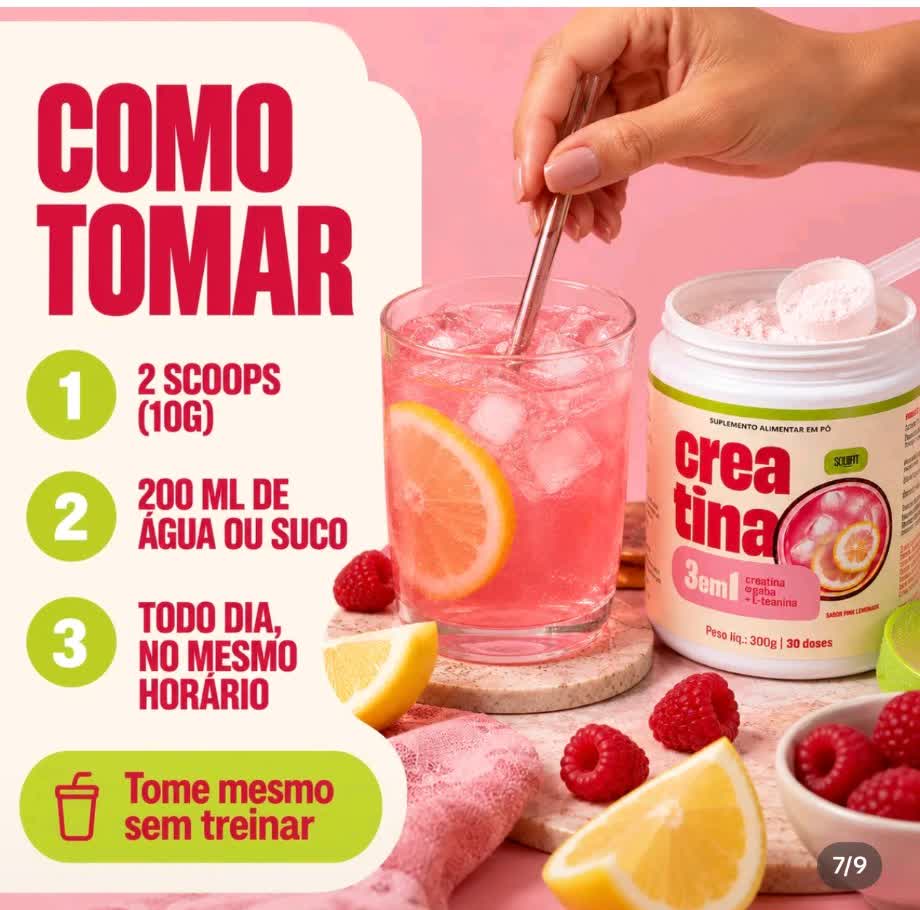 COMO
TOMAR
1
2 SCOOPS
(10G)
2
200 ML DE
ÁGUA OU SUCO
3
TODO DIA,
NO MESMO
HORÁRIO
Tome mesmo
sem treinar
SUPLEMENTO ALIMENTAR EM PÓ
crea
tina
3em1
creatina
+ L-teanina
SABOR PINK LEMONADE
Peso líq.: 300g | 30 doses
7/9